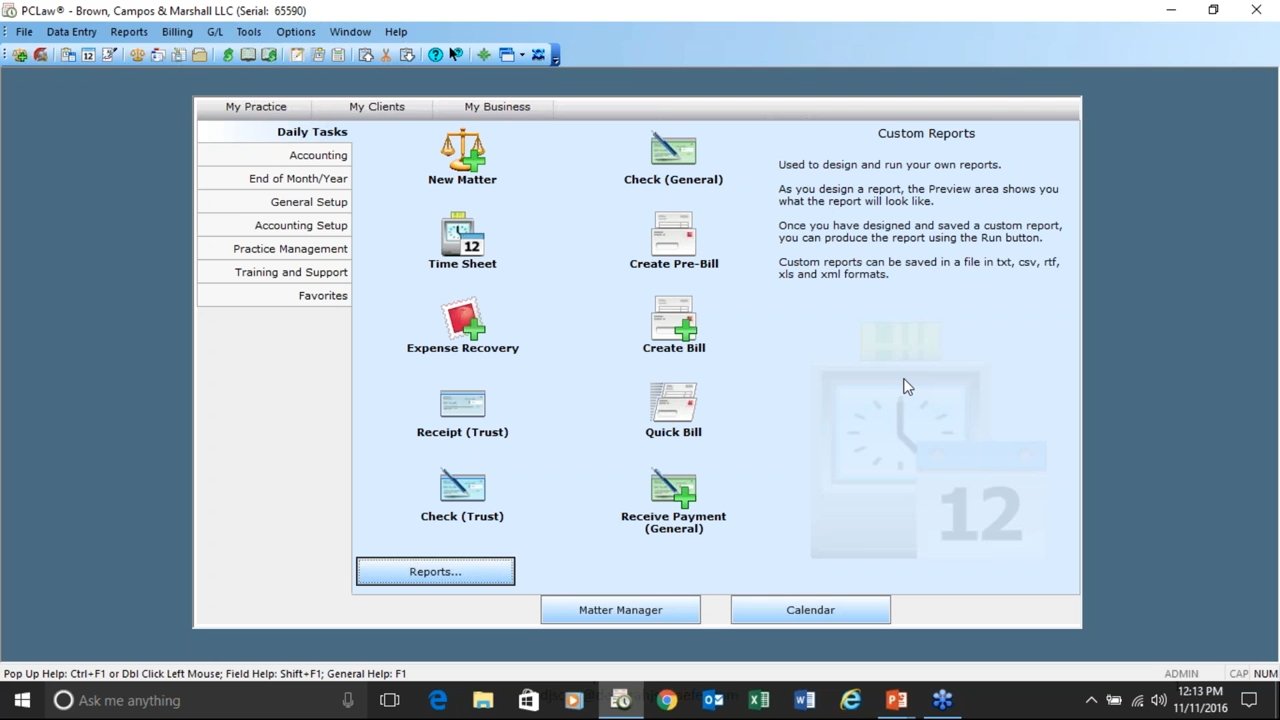 PCLaw® - Brown, Campos & Marshall LLC (Serial: 65590)
File Data Entry Reports Billing G/L Tools Options Window Help
12
My Practice My Clients My Business
Daily Tasks
Accounting
End of Month/Year
General Setup
Accounting Setup
Practice Management
Training and Support
Favorites
New Matter
Check (General)
12
Time Sheet
Create Pre-Bill
Expense Recovery
Create Bill
Receipt (Trust)
Quick Bill
Check (Trust)
Receive Payment
(General)
Reports...
Custom Reports
Used to design and run your own reports.
As you design a report, the Preview area shows you
what the report will look like.
Once you have designed and saved a custom report,
you can produce the report using the Run button.
Custom reports can be saved in a file in txt, csv, rtf,
xls and xml formats.
12
Matter Manager Calendar
Pop Up Help: Ctrl+F1 or Dbl Click Left Mouse; Field Help: Shift+F1; General Help: F1
ADMIN CAP NUM
Ask me anything
12:13 PM
11/11/2016